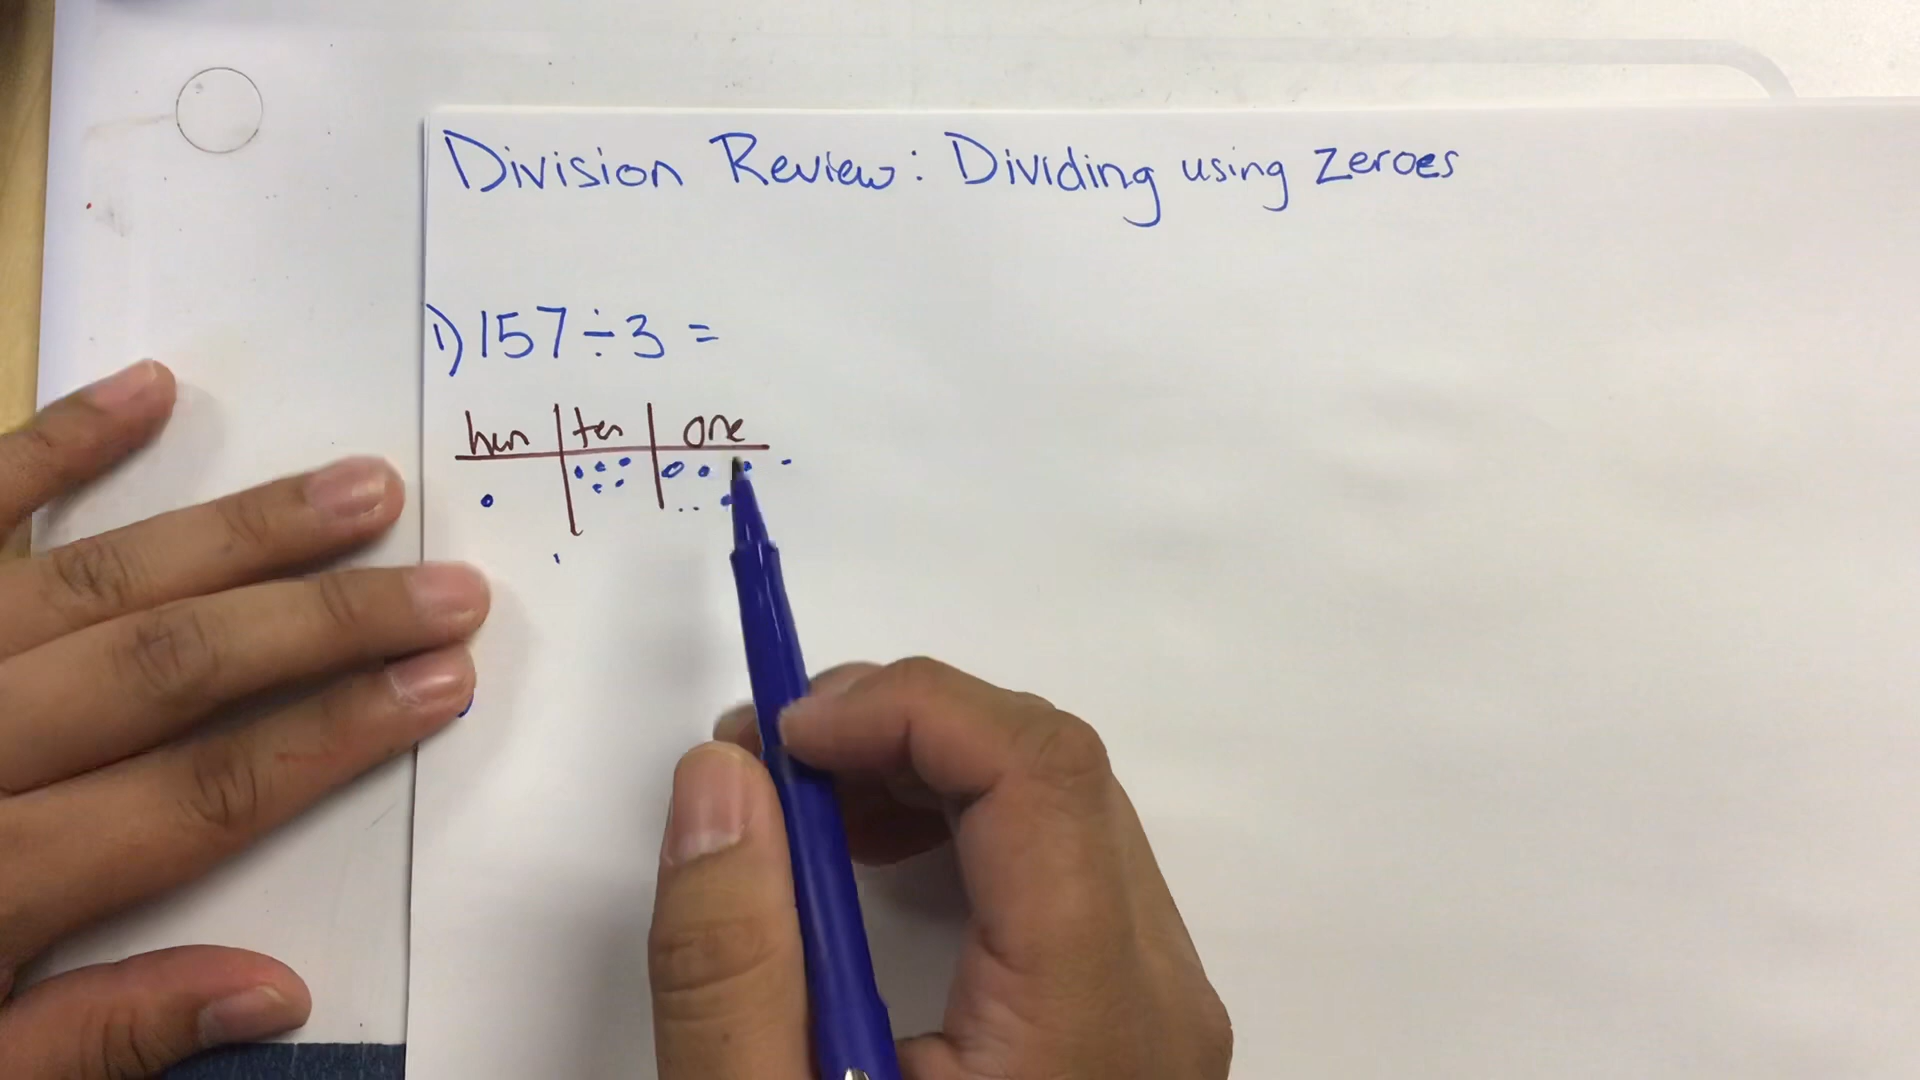 Division Review: Dividing using zeroes
1) 157 ÷ 3 =
hun ten one